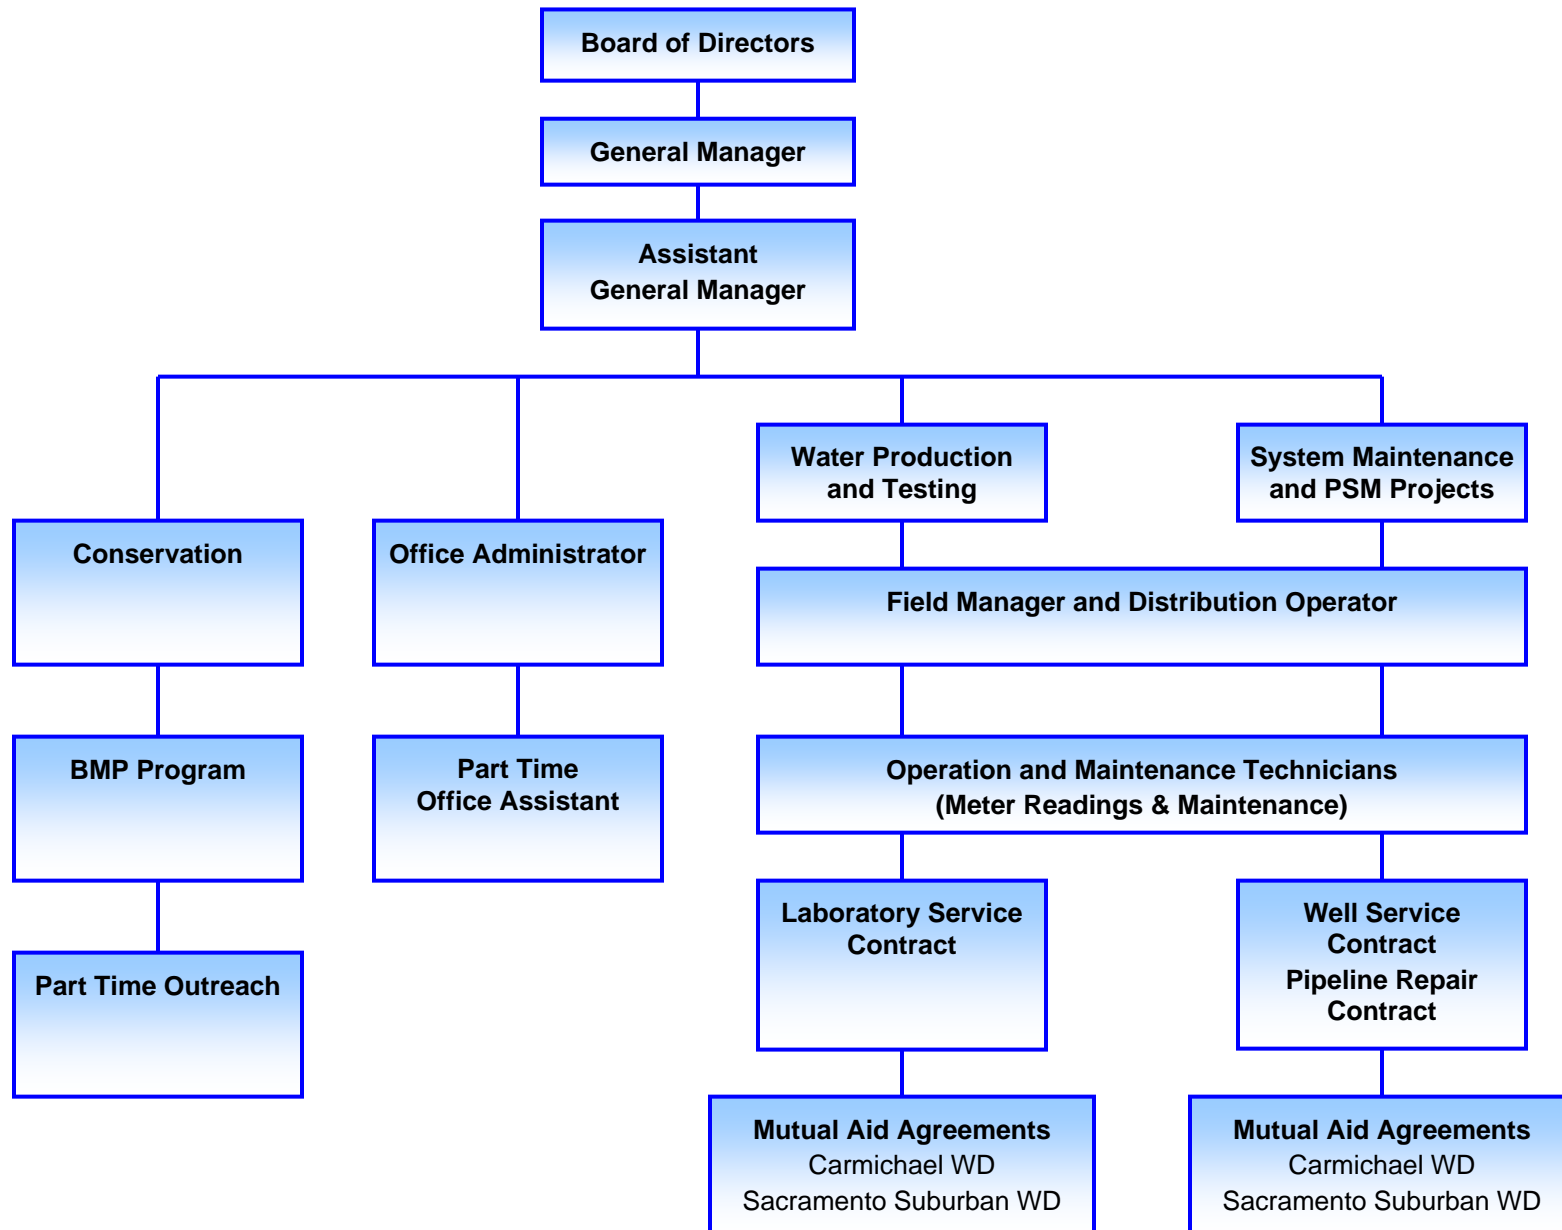 Board of Directors
General Manager
Assistant
General Manager
Water Production
and Testing
System Maintenance
and PSM Projects
Conservation
Office Administrator
Field Manager and Distribution Operator
BMP Program
Part Time
Office Assistant
Operation and Maintenance Technicians
(Meter Readings & Maintenance)
Laboratory Service
Contract
Well Service
Contract
Pipeline Repair
Contract
Part Time Outreach
Mutual Aid Agreements
Carmichael WD
Sacramento Suburban WD
Mutual Aid Agreements
Carmichael WD
Sacramento Suburban WD